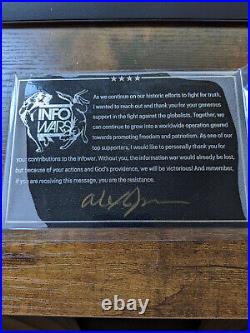 ★★★★
INFO
WARS
As we continue on our historic efforts to fight for truth,
I wanted to reach out and thank you for your generous
support in the fight against the globalists. Together, we
can continue to grow into a worldwide operation geared
towards promoting freedom and patriotism. As one of our
top supporters, I would like to personally thank you for
your contributions to the Infowar. Without you, the information war would already be lost,
but because of your actions and God's providence, we will be victorious! And remember,
if you are receiving this message, you are the resistance.